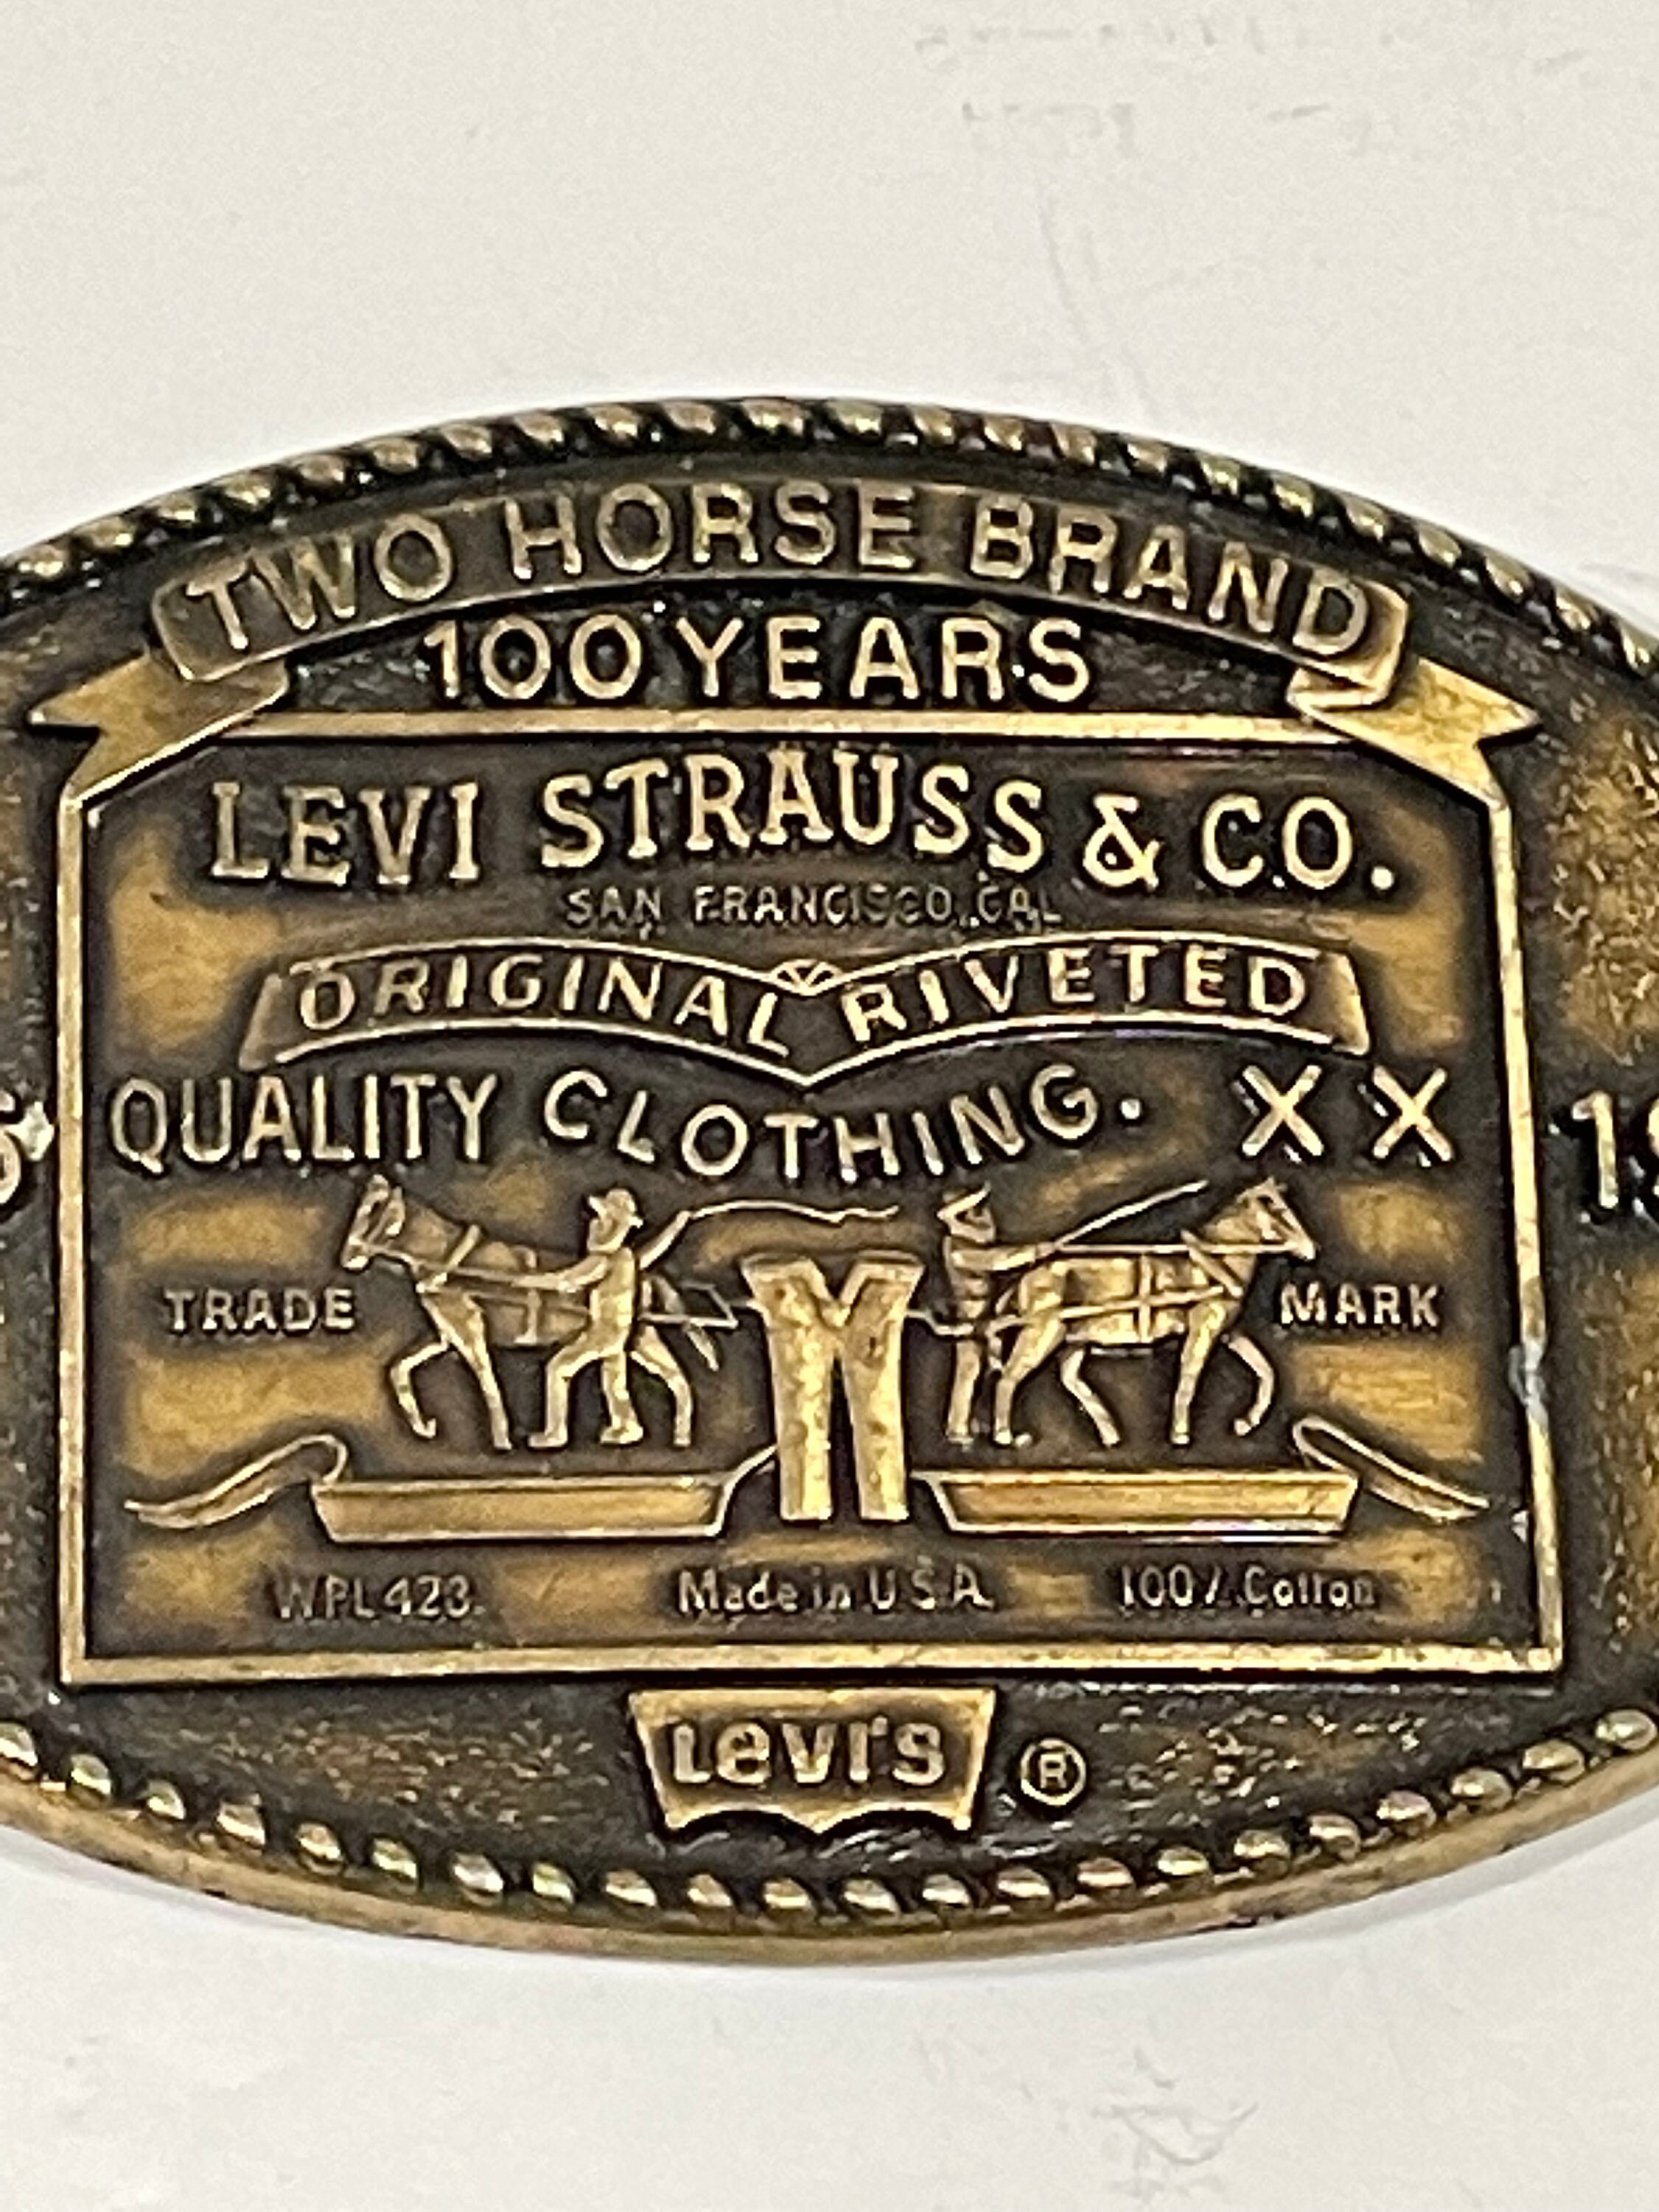 TWO HORSE BRAND
100 YEARS
LEVI STRAUSS & CO.
SAN FRANCISCO, CAL
ORIGINAL RIVETED
QUALITY CLOTHING. XX
TRADE MARK
WPL 423 Made in U.S.A. 100% Cotton
Levi's ®